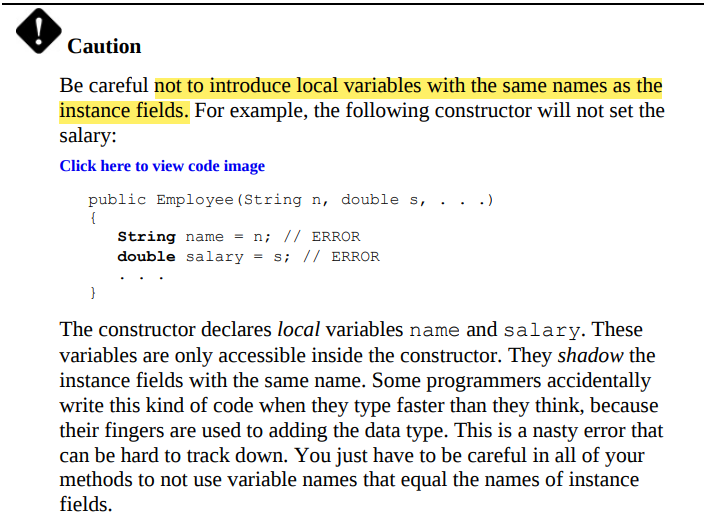 Caution
Be careful not to introduce local variables with the same names as the
instance fields. For example, the following constructor will not set the
salary:
Click here to view code image
public Employee(String n, double s, . . .)
{
String name = n; // ERROR
double salary = s; // ERROR
. . .
}
The constructor declares local variables name and salary. These
variables are only accessible inside the constructor. They shadow the
instance fields with the same name. Some programmers accidentally
write this kind of code when they type faster than they think, because
their fingers are used to adding the data type. This is a nasty error that
can be hard to track down. You just have to be careful in all of your
methods to not use variable names that equal the names of instance
fields.